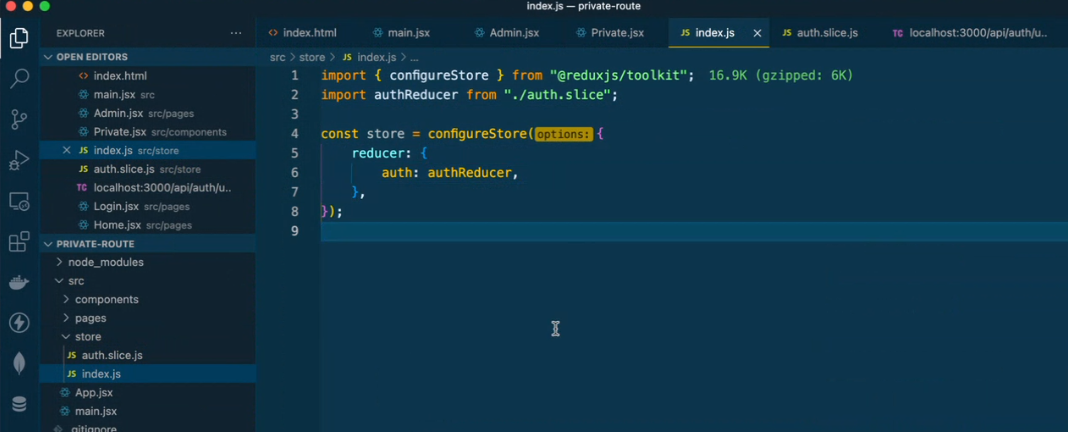 index.js — private-route
EXPLORER ...
index.html main.jsx Admin.jsx Private.jsx JS index.js JS auth.slice.js TC localhost:3000/api/auth/u..
OPEN EDITORS
index.html
main.jsx src
Admin.jsx src/pages
Private.jsx src/components
JS index.js src/store
JS auth.slice.js src/store
TC localhost:3000/api/auth/u..
Login.jsx src/pages
Home.jsx src/pages
PRIVATE-ROUTE
node_modules
src
components
pages
store
JS auth.slice.js
JS index.js
App.jsx
main.jsx
.gitignore
src > store > JS index.js > ...
1 import { configureStore } from "@reduxjs/toolkit"; 16.9K (gzipped: 6K)
2 import authReducer from "./auth.slice";
3
4 const store = configureStore(options: {
5 reducer: {
6 auth: authReducer,
7 },
8 });
9